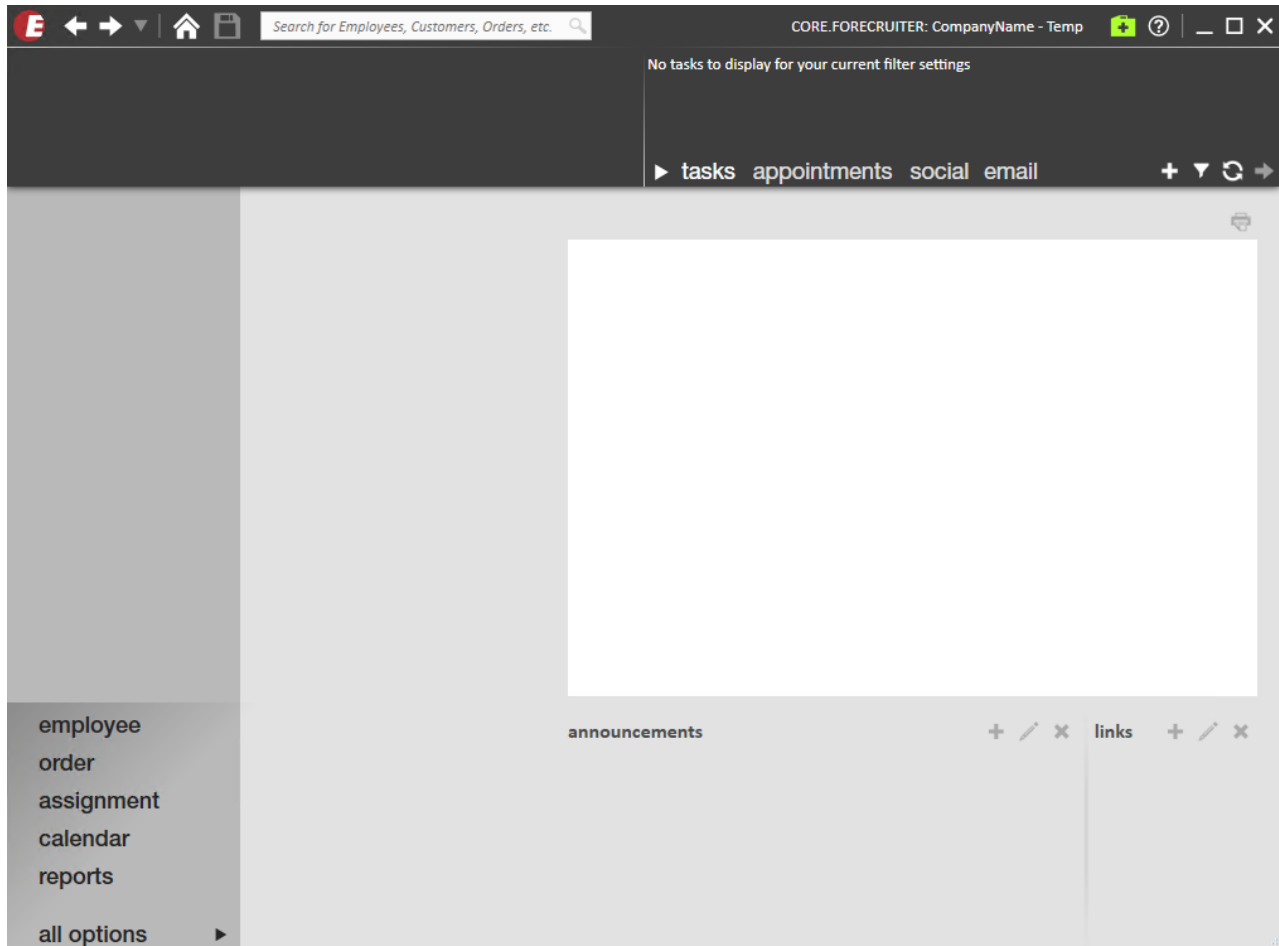 E
Search for Employees, Customers, Orders, etc.
CORE.FORECRUITER: CompanyName - Temp
No tasks to display for your current filter settings
tasks appointments social email
employee
order
assignment
calendar
reports
all options
announcements
links